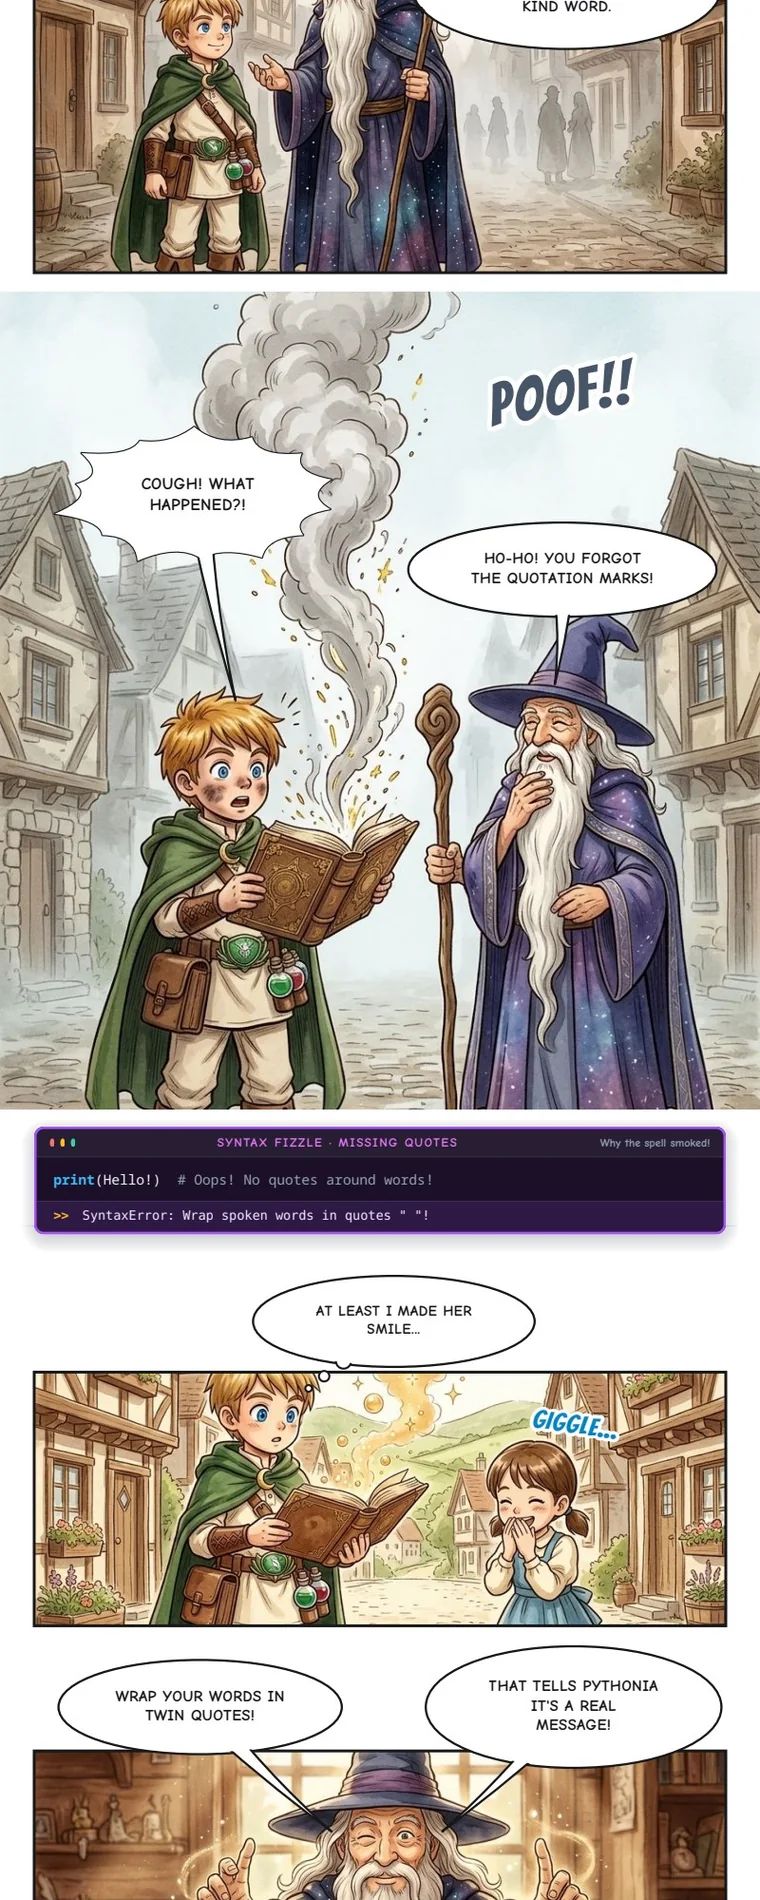 KIND WORD.
POOF!!
COUGH! WHAT
HAPPENED?!
HO-HO! YOU FORGOT
THE QUOTATION MARKS!
SYNTAX FIZZLE · MISSING QUOTES
Why the spell smoked!
print(Hello!)  # Oops! No quotes around words!
>> SyntaxError: Wrap spoken words in quotes " "!
AT LEAST I MADE HER
SMILE...
GIGGLE...
WRAP YOUR WORDS IN
TWIN QUOTES!
THAT TELLS PYTHONIA
IT'S A REAL
MESSAGE!